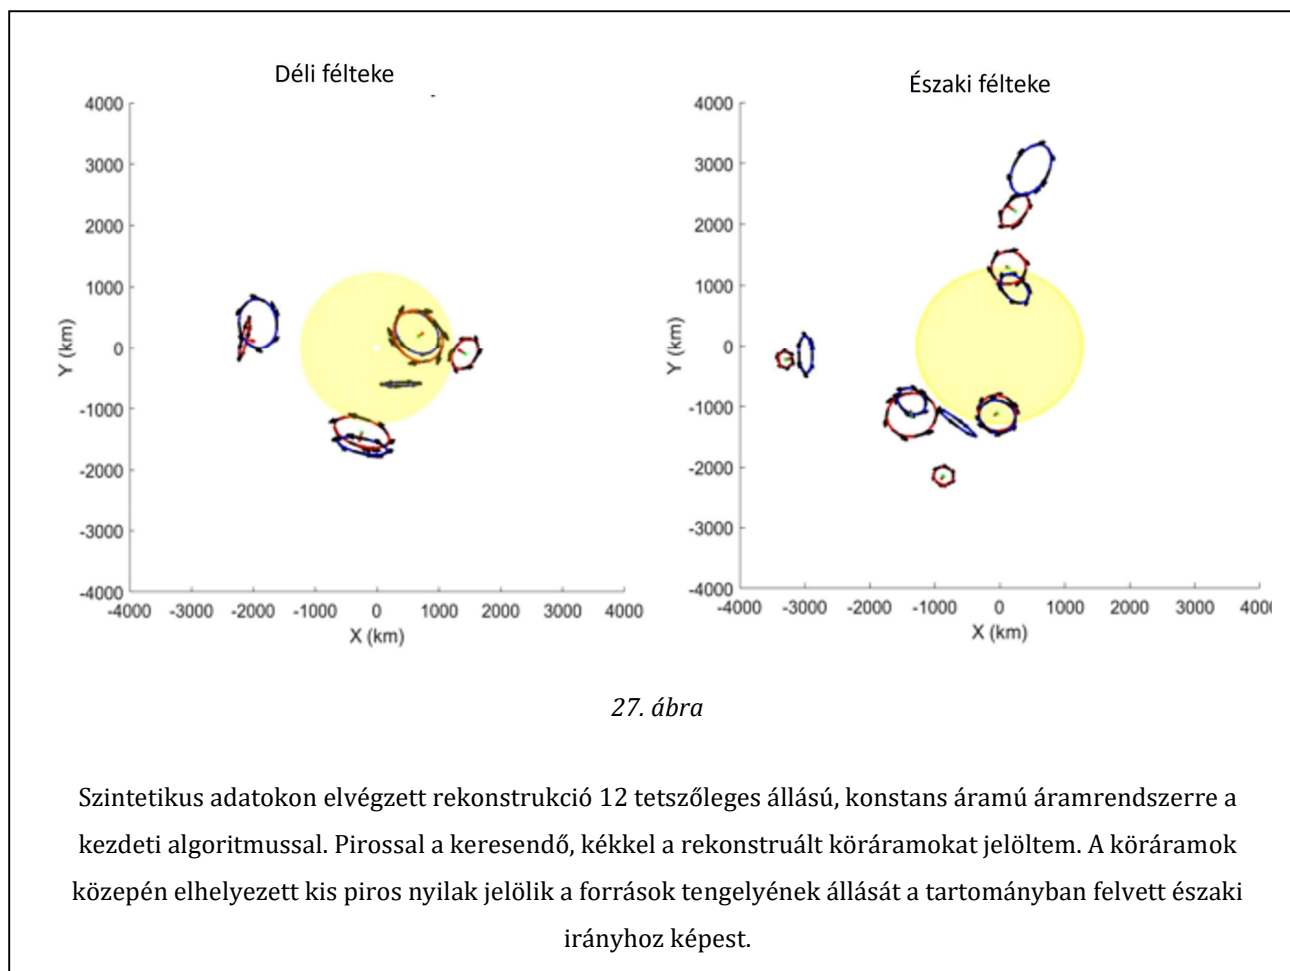 Déli félteke
Északi félteke
4000
3000
2000
1000
0
-1000
-2000
-3000
-4000
Y (km)
-4000 -3000 -2000 -1000 0 1000 2000 3000 4000
X (km)
4000
3000
2000
1000
0
-1000
-2000
-3000
-4000
Y (km)
-4000 -3000 -2000 -1000 0 1000 2000 3000 4000
X (km)
27. ábra
Szintetikus adatokon elvégzett rekonstrukció 12 tetszőleges állású, konstans áramú áramrendszerre a
kezdeti algoritmussal. Pirossal a keresendő, kékkel a rekonstruált köráramokat jelöltem. A köráramok
közepén elhelyezett kis piros nyilak jelölik a források tengelyének állását a tartományban felvett északi
irányhoz képest.